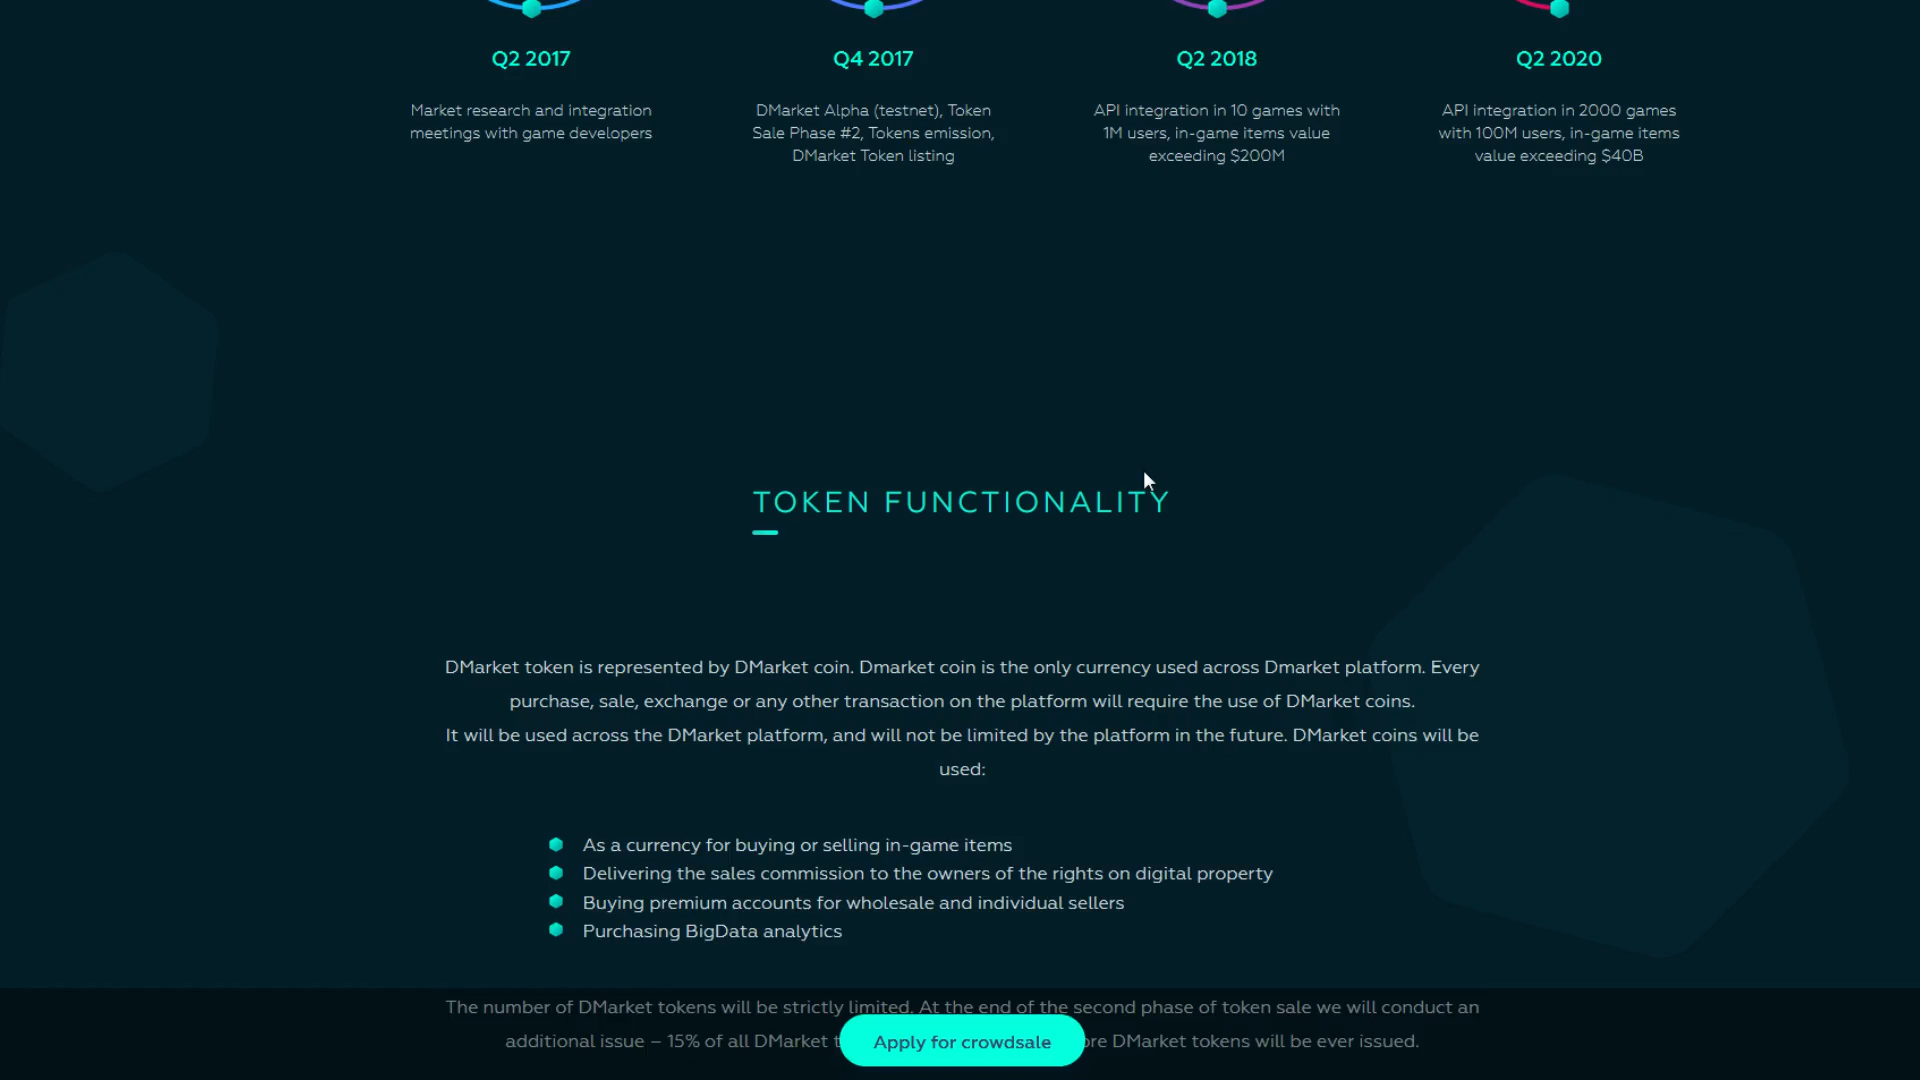 Q2 2017
Market research and integration
meetings with game developers
Q4 2017
DMarket Alpha (testnet), Token
Sale Phase #2, Tokens emission,
DMarket Token listing
Q2 2018
API integration in 10 games with
1M users, in-game items value
exceeding $200M
Q2 2020
API integration in 2000 games
with 100M users, in-game items
value exceeding $40B
TOKEN FUNCTIONALITY
DMarket token is represented by DMarket coin. Dmarket coin is the only currency used across Dmarket platform. Every
purchase, sale, exchange or any other transaction on the platform will require the use of DMarket coins.
It will be used across the DMarket platform, and will not be limited by the platform in the future. DMarket coins will be
used:
As a currency for buying or selling in-game items
Delivering the sales commission to the owners of the rights on digital property
Buying premium accounts for wholesale and individual sellers
Purchasing BigData analytics
The number of DMarket tokens will be strictly limited. At the end of the second phase of token sale we will conduct an
additional issue – 15% of all DMarket DMarket tokens will be ever issued.
Apply for crowdsale